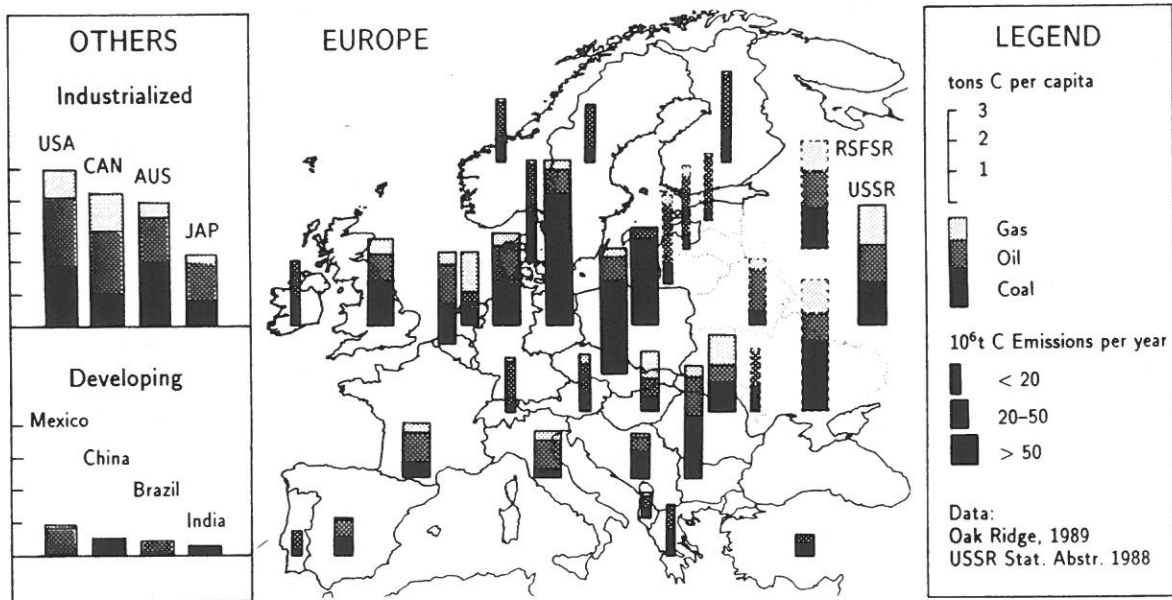 OTHERS
Industrialized
USA
CAN
AUS
JAP
Developing
Mexico
China
Brazil
India
EUROPE
RSFSR
USSR
LEGEND
tons C per capita
3
2
1
Gas
Oil
Coal
10⁶t C Emissions per year
< 20
20–50
> 50
Data:
Oak Ridge, 1989
USSR Stat. Abstr. 1988